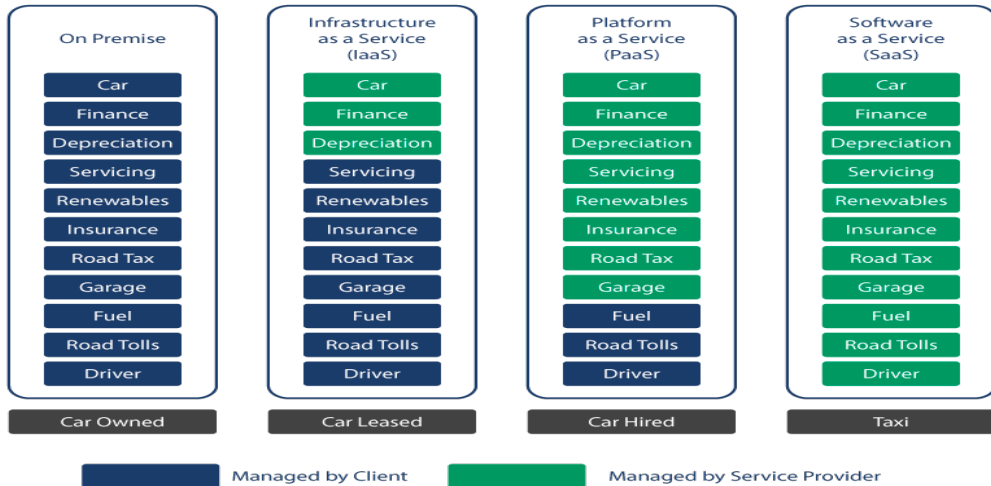 On Premise
Car
Finance
Depreciation
Servicing
Renewables
Insurance
Road Tax
Garage
Fuel
Road Tolls
Driver
Car Owned
Infrastructure
as a Service
(IaaS)
Car
Finance
Depreciation
Servicing
Renewables
Insurance
Road Tax
Garage
Fuel
Road Tolls
Driver
Car Leased
Platform
as a Service
(PaaS)
Car
Finance
Depreciation
Servicing
Renewables
Insurance
Road Tax
Garage
Fuel
Road Tolls
Driver
Car Hired
Software
as a Service
(SaaS)
Car
Finance
Depreciation
Servicing
Renewables
Insurance
Road Tax
Garage
Fuel
Road Tolls
Driver
Taxi
Managed by Client
Managed by Service Provider